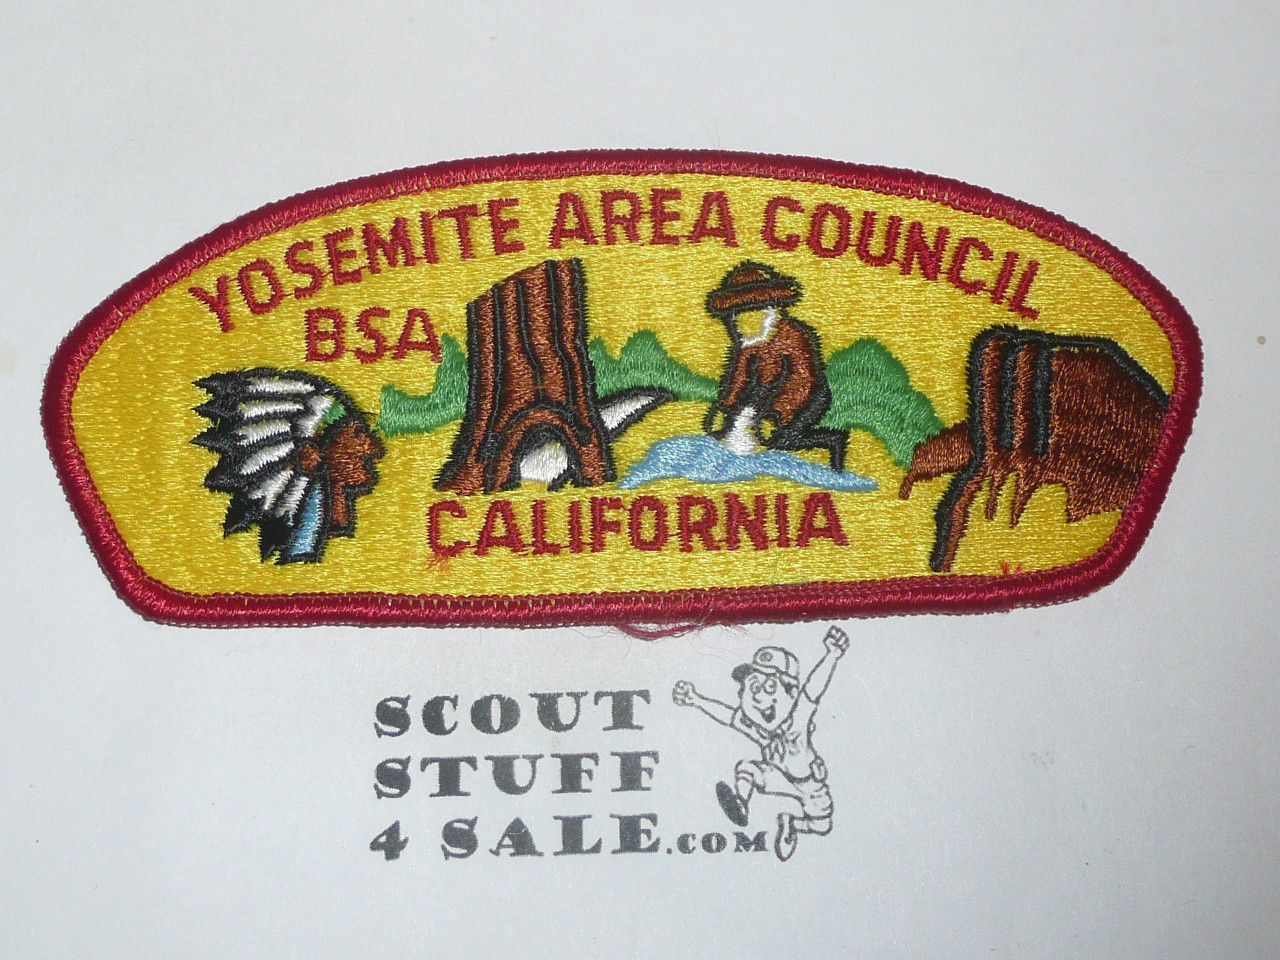 YOSEMITE AREA COUNCIL
BSA
CALIFORNIA
SCOUT
STUFF
4 SALE.COM